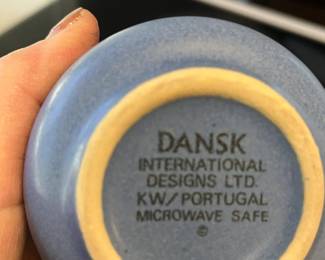 DANSK
INTERNATIONAL
DESIGNS LTD.
KW/PORTUGAL
MICROWAVE SAFE
©